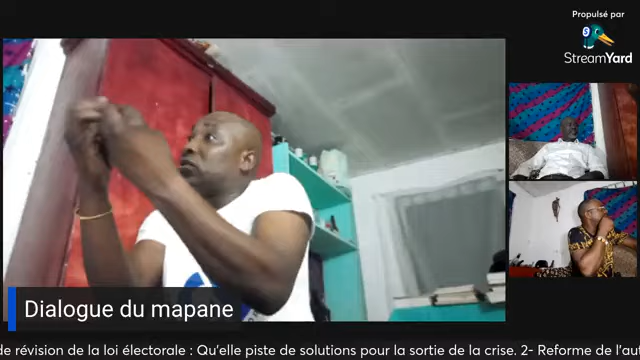 Propulsé par
StreamYard
Dialogue du mapane
de révision de la loi électorale : Qu'elle piste de solutions pour la sortie de la crise. 2- Reforme de l'au